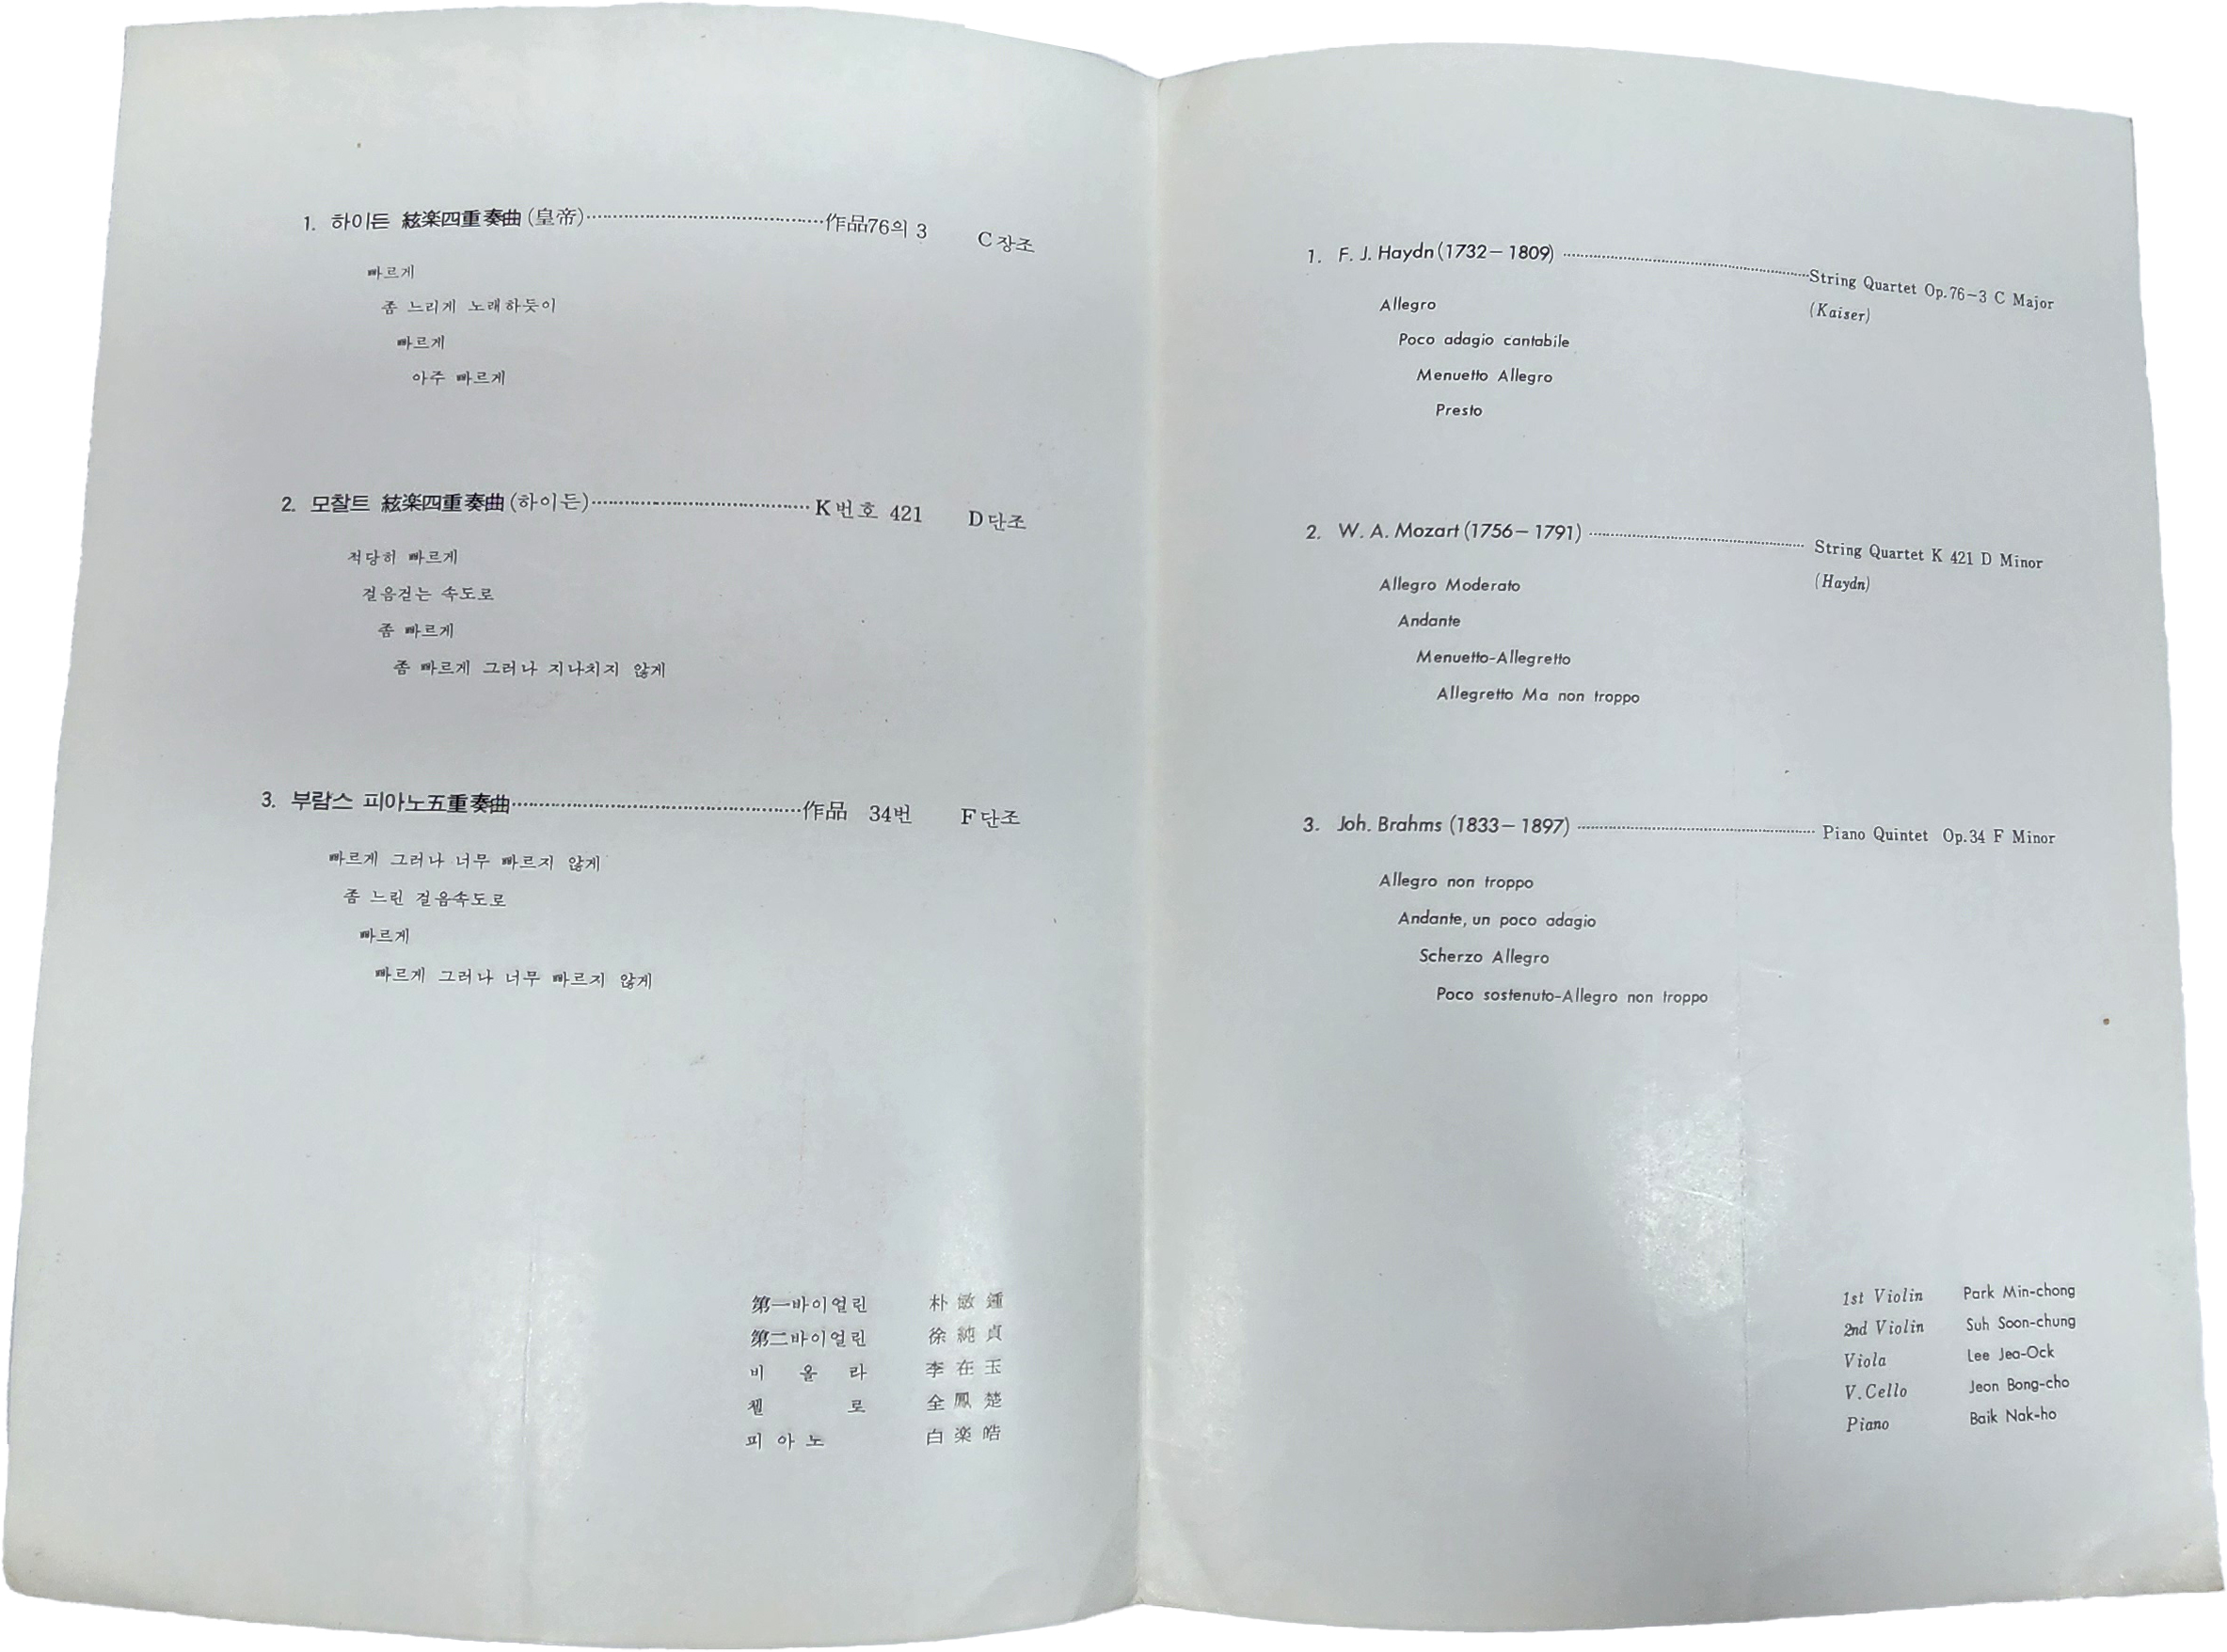 1. 하이든 絃楽四重奏曲(皇帝)……………………………作品76의 3 C장조
빠르게
좀 느리게 노래하듯이
빠르게
아주 빠르게
2. 모찰트 絃楽四重奏曲(하이든)……………………………K번호 421 D단조
적당히 빠르게
걸음걷는 속도로
좀 빠르게
좀 빠르게 그러나 지나치지 않게
3. 부람스 피아노五重奏曲……………………………作品 34번 F단조
빠르게 그러나 너무 빠르지 않게
좀 느린 걸음속도로
빠르게
빠르게 그러나 너무 빠르지 않게
第一바이얼린 朴敏鍾
第二바이얼린 徐純貞
비올라 李在玉
첼로 全鳳楚
피아노 白楽皓
1. F. J. Haydn (1732－1809) ……………………………String Quartet Op.76－3 C Major
(Kaiser)
Allegro
Poco adagio cantabile
Menuetto Allegro
Presto
2. W. A. Mozart (1756－1791) ……………………………String Quartet K 421 D Minor
(Haydn)
Allegro Moderato
Andante
Menuetto-Allegretto
Allegretto Ma non troppo
3. Joh. Brahms (1833－1897) ……………………………Piano Quintet Op.34 F Minor
Allegro non troppo
Andante, un poco adagio
Scherzo Allegro
Poco sostenuto-Allegro non troppo
1st Violin Park Min-chong
2nd Violin Suh Soon-chung
Viola Lee Jea-Ock
V.Cello Jeon Bong-cho
Piano Baik Nak-ho